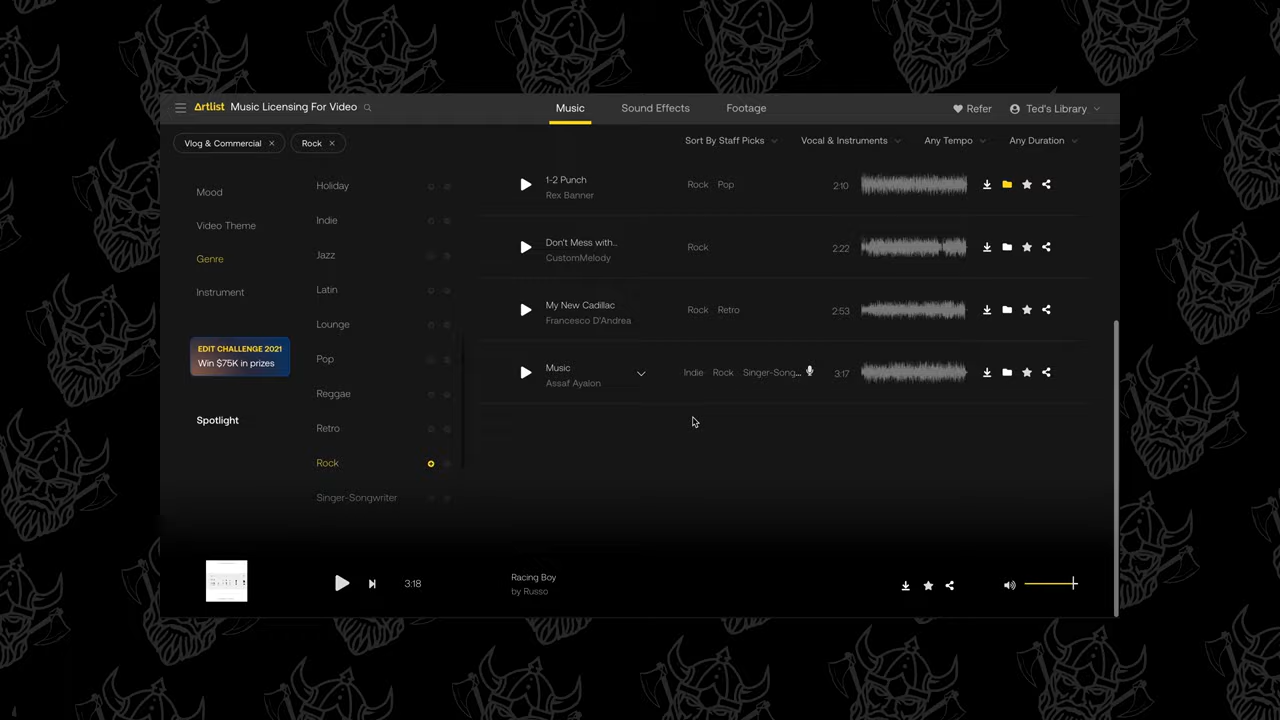 Artlist Music Licensing For Video
Music
Sound Effects
Footage
Refer
Ted's Library
Vlog & Commercial
Rock
Sort By Staff Picks
Vocal & Instruments
Any Tempo
Any Duration
Mood
Video Theme
Genre
Instrument
EDIT CHALLENGE 2021
Win $75K in prizes
Spotlight
Holiday
Indie
Jazz
Latin
Lounge
Pop
Reggae
Retro
Rock
Singer-Songwriter
1-2 Punch
Rex Banner
Rock Pop
2:10
Don't Mess with..
CustomMelody
Rock
2:22
My New Cadillac
Francesco D'Andrea
Rock Retro
2:53
Music
Assaf Ayalon
Indie Rock Singer-Song...
3:17
3:18
Racing Boy
by Russo